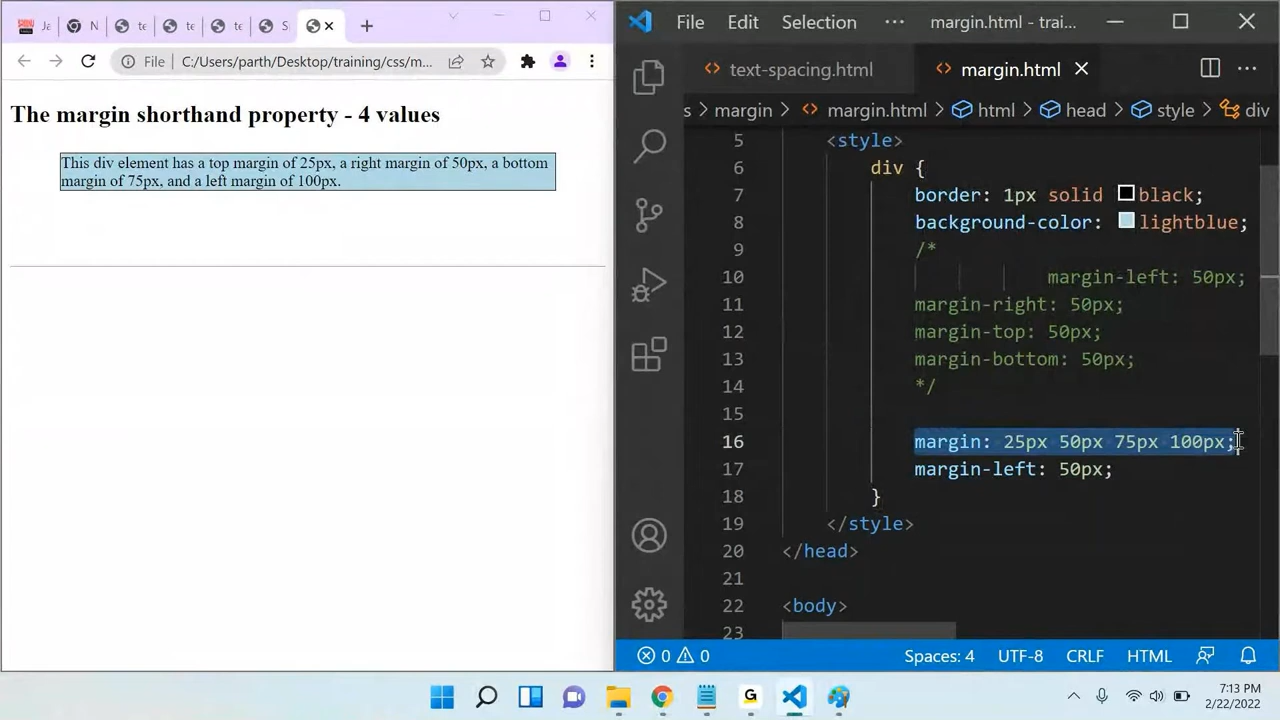 Je
te
te
te
S
File
C:/Users/parth/Desktop/training/css/m...
The margin shorthand property - 4 values
This div element has a top margin of 25px, a right margin of 50px, a bottom
margin of 75px, and a left margin of 100px.
File Edit Selection ··· margin.html - trai...
text-spacing.html
margin.html
s > margin > margin.html > html > head > style > div
5 <style>
6 div {
7 border: 1px solid black;
8 background-color: lightblue;
9 /*
10 margin-left: 50px;
11 margin-right: 50px;
12 margin-top: 50px;
13 margin-bottom: 50px;
14 */
15
16 margin: 25px 50px 75px 100px;
17 margin-left: 50px;
18 }
19 </style>
20 </head>
21
22 <body>
23
0 0 Spaces: 4 UTF-8 CRLF HTML
G
7:13 PM
2/22/2022